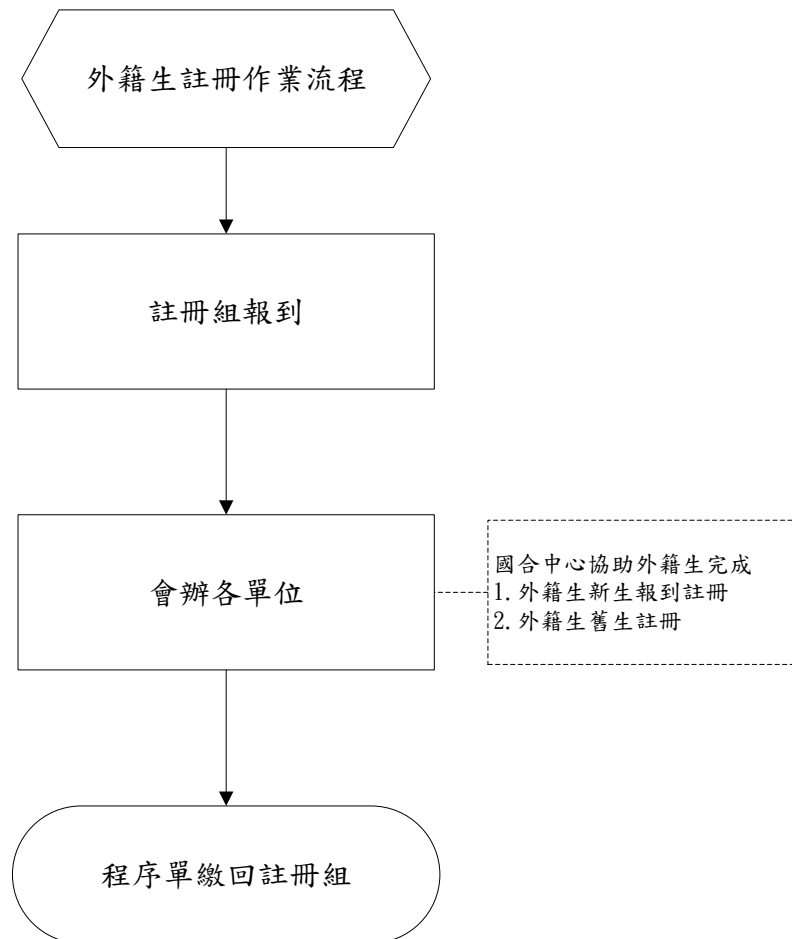 外籍生註冊作業流程
註冊組報到
會辦各單位
國合中心協助外籍生完成
1.外籍生新生報到註冊
2.外籍生舊生註冊
程序單繳回註冊組